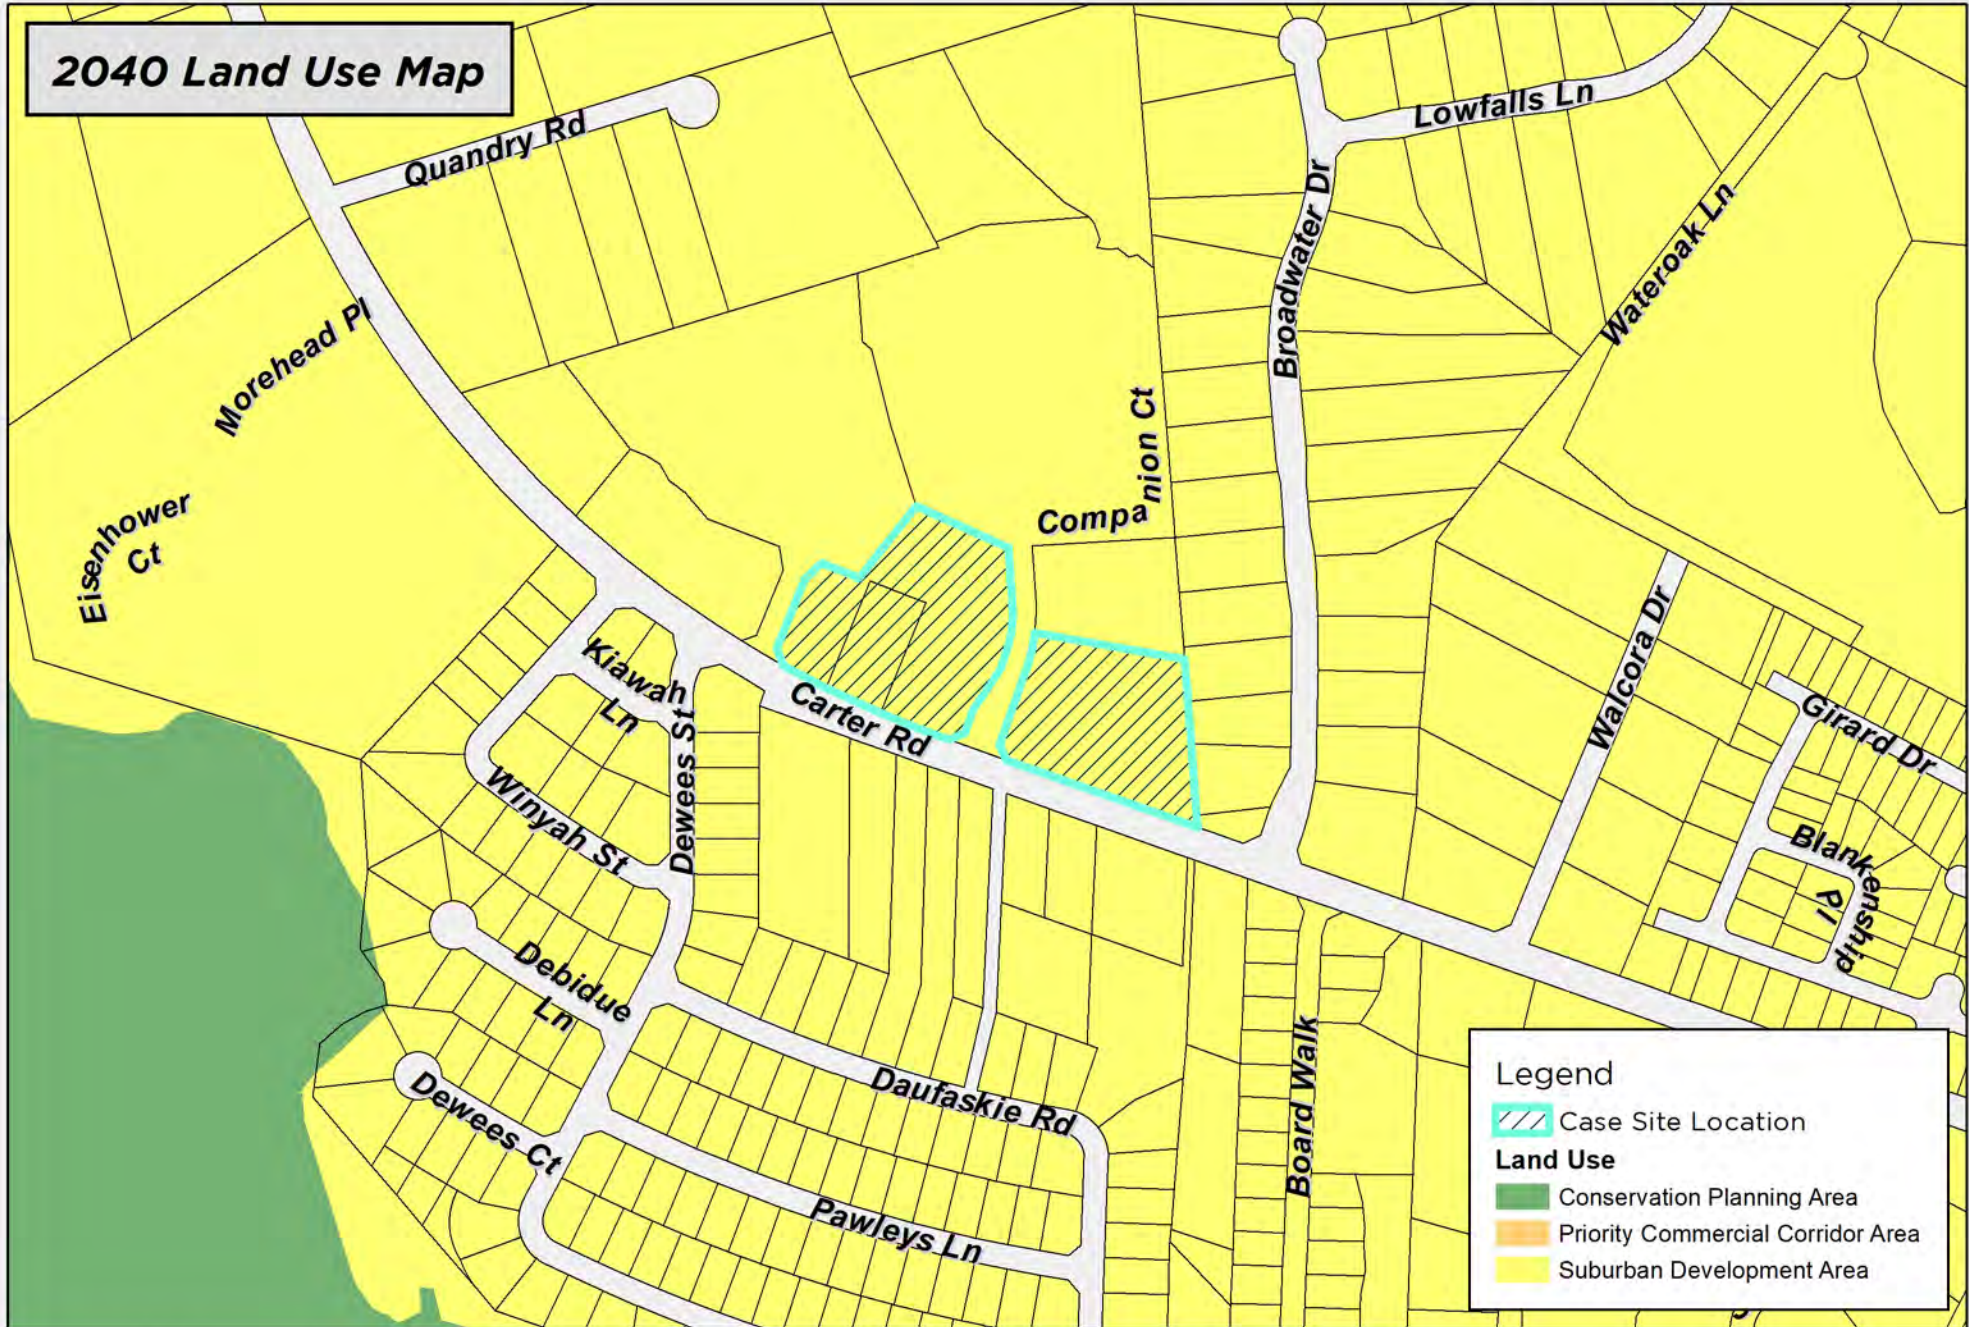 2040 Land Use Map
Quandry Rd
Lowfalls Ln
Broadwater Dr
Wateroak Ln
Morehead Pl
Eisenhower
Ct
Companion Ct
Kiawah
Ln
Dewees St
Carter Rd
Winyah St
Walcora Dr
Girard Dr
Blankenship
Pl
Debidue
Ln
Dewees Ct
Daufaskie Rd
Pawleys Ln
Board Walk
Legend
Case Site Location
Land Use
Conservation Planning Area
Priority Commercial Corridor Area
Suburban Development Area